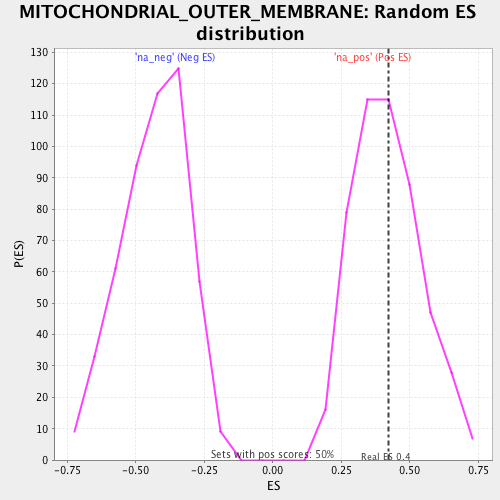 MITOCHONDRIAL_OUTER_MEMBRANE: Random ES
distribution
'na_neg' (Neg ES)
'na_pos' (Pos ES)
130
120
110
100
90
80
70
60
50
40
30
20
10
0
P(ES)
Sets with pos scores: 50%
Real ES 0.4
-0.75 -0.50 -0.25 0.00 0.25 0.50 0.75
ES